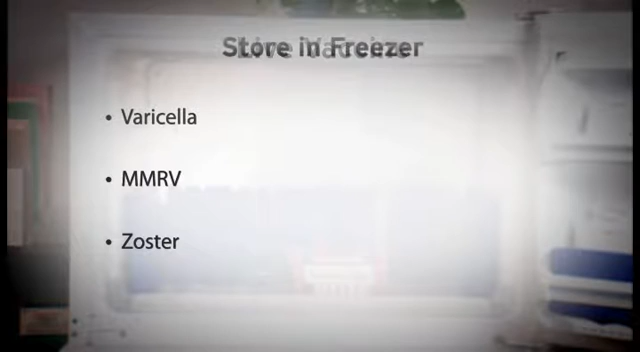 Store in Freezer
• Varicella
• MMRV
• Zoster